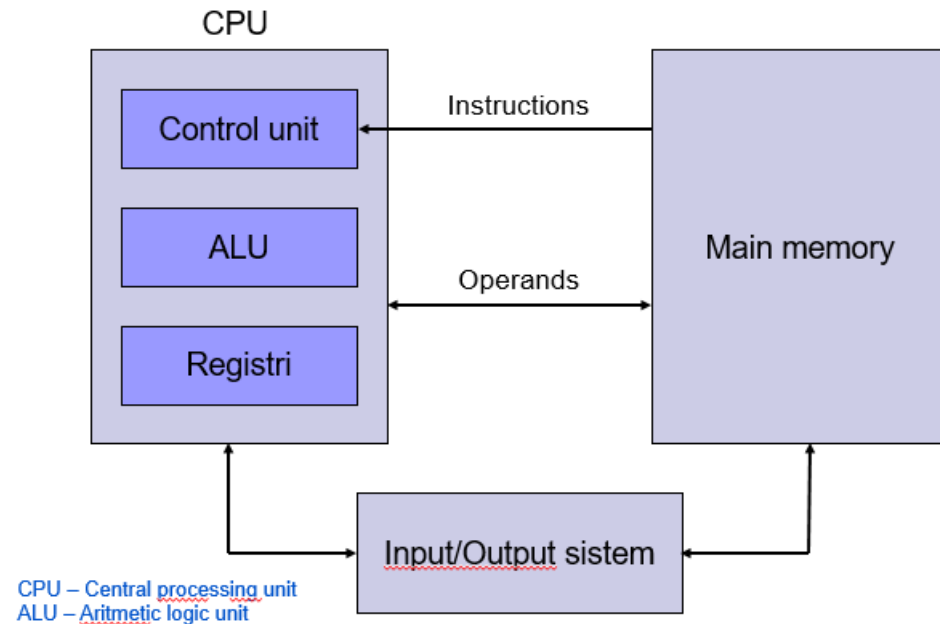 CPU
Control unit
Instructions
ALU
Main memory
Operands
Registri
Input/Output sistem
CPU – Central processing unit
ALU – Aritmetic logic unit